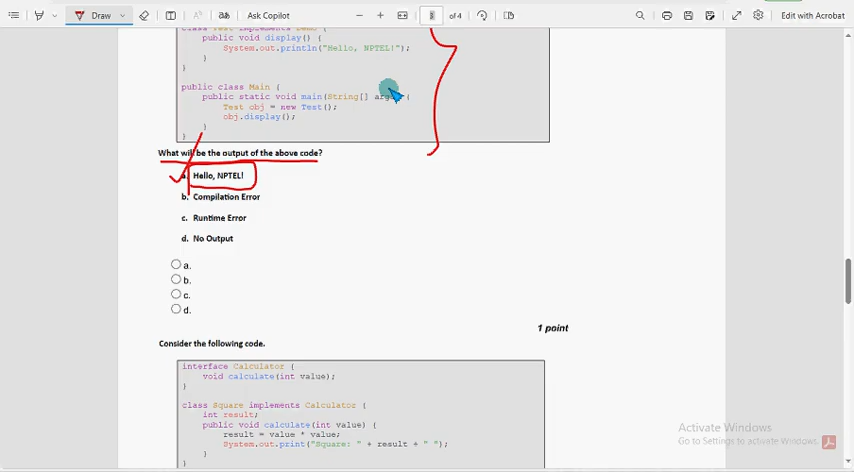 Draw
Ask Copilot
8 of 4
Edit with Acrobat
class Test implements Demo {
public void display() {
System.out.println("Hello, NPTEL!");
}
}
public class Main {
public static void main(String[] args) {
Test obj = new Test();
obj.display();
}
}
What will be the output of the above code?
a. Hello, NPTEL!
b. Compilation Error
c. Runtime Error
d. No Output
a.
b.
c.
d.
1 point
Consider the following code.
interface Calculator {
void calculate(int value);
}
class Square implements Calculator {
int result;
public void calculate(int value) {
result = value * value;
System.out.print("Square: " + result + " ");
}
}
Activate Windows
Go to Settings to activate Windows.